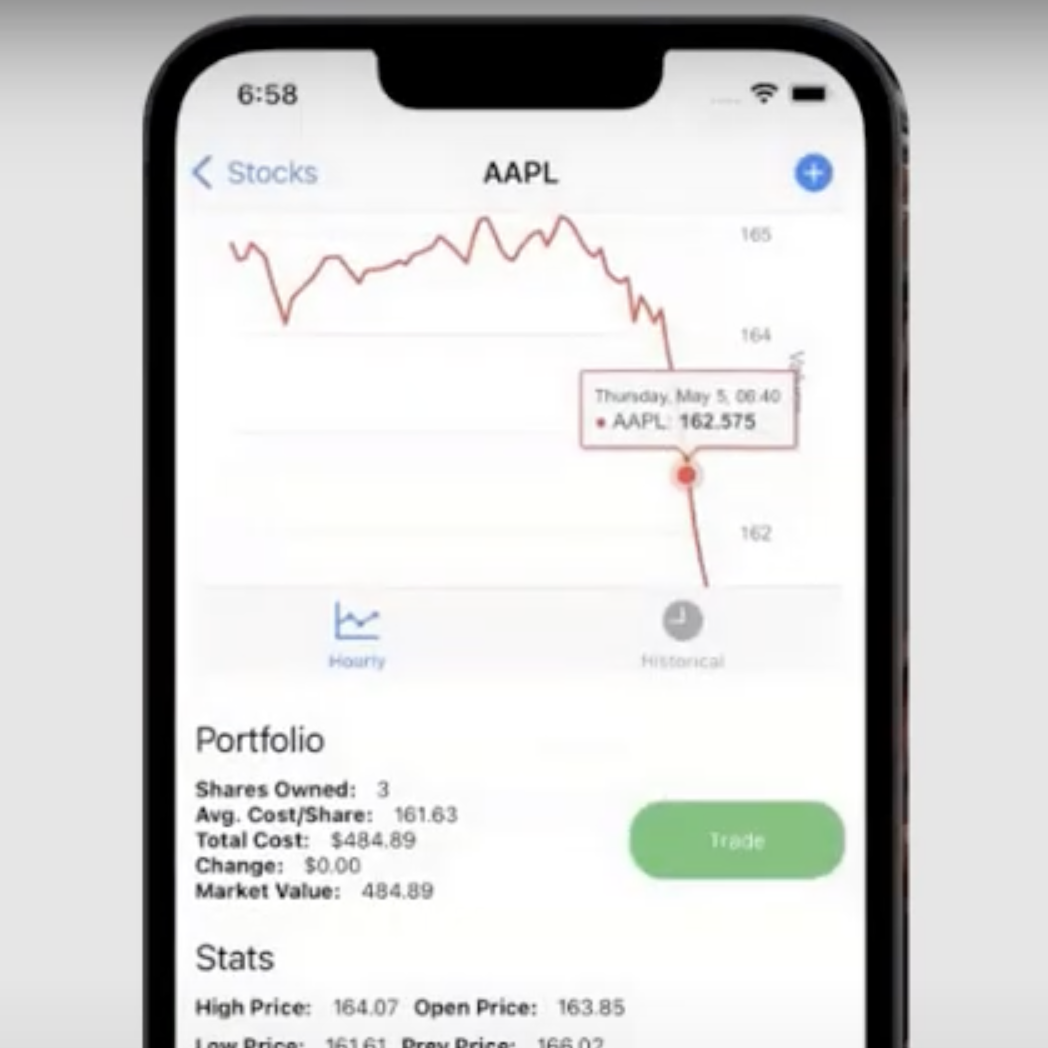 6:58
Stocks
AAPL
165
164
Thursday, May 5, 06:40
AAPL: 162.575
162
Hourly
Historical
Portfolio
Shares Owned: 3
Avg. Cost/Share: 161.63
Total Cost: $484.89
Change: $0.00
Market Value: 484.89
Trade
Stats
High Price: 164.07 Open Price: 163.85
Low Price: 161.61 Prev Price: 166.02